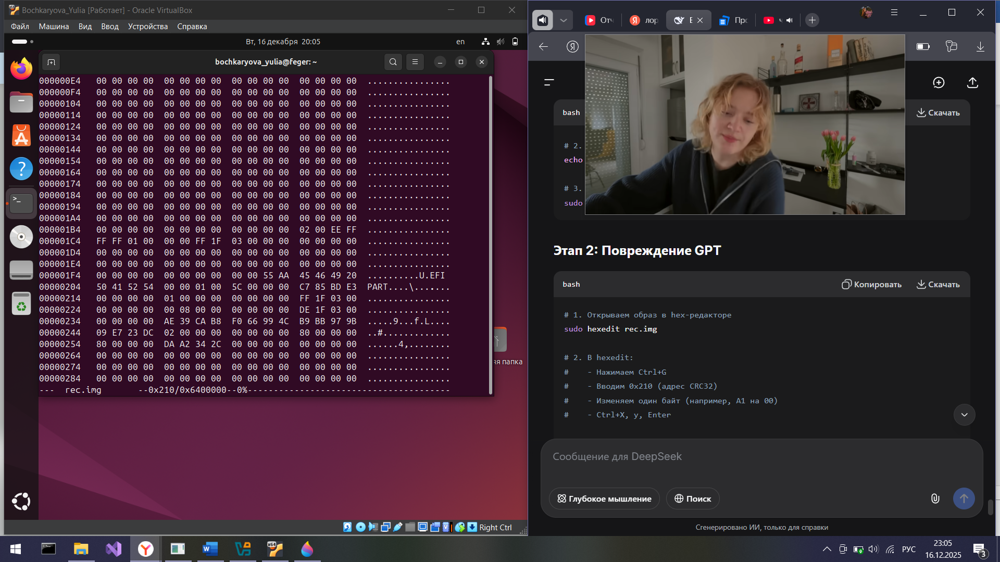 Bochkaryova_Yulia [Работает] - Oracle VirtualBox
Файл Машина Вид Ввод Устройства Справка
Вт, 16 декабря 20:05
en
bochkaryova_yulia@feger: ~
000000E4 00 00 00 00 00 00 00 00 00 00 00 00 00 00 00 00 ................
000000F4 00 00 00 00 00 00 00 00 00 00 00 00 00 00 00 00 ................
00000104 00 00 00 00 00 00 00 00 00 00 00 00 00 00 00 00 ................
00000114 00 00 00 00 00 00 00 00 00 00 00 00 00 00 00 00 ................
00000124 00 00 00 00 00 00 00 00 00 00 00 00 00 00 00 00 ................
00000134 00 00 00 00 00 00 00 00 00 00 00 00 00 00 00 00 ................
00000144 00 00 00 00 00 00 00 00 00 00 00 00 00 00 00 00 ................
00000154 00 00 00 00 00 00 00 00 00 00 00 00 00 00 00 00 ................
00000164 00 00 00 00 00 00 00 00 00 00 00 00 00 00 00 00 ................
00000174 00 00 00 00 00 00 00 00 00 00 00 00 00 00 00 00 ................
00000184 00 00 00 00 00 00 00 00 00 00 00 00 00 00 00 00 ................
00000194 00 00 00 00 00 00 00 00 00 00 00 00 00 00 00 00 ................
000001A4 00 00 00 00 00 00 00 00 00 00 00 00 00 00 00 00 ................
000001B4 00 00 00 00 00 00 00 00 00 00 00 00 02 00 EE FF ................
000001C4 FF FF 01 00 00 00 FF 1F 03 00 00 00 00 00 00 00 ................
000001D4 00 00 00 00 00 00 00 00 00 00 00 00 00 00 00 00 ................
000001E4 00 00 00 00 00 00 00 00 00 00 00 00 00 00 00 00 ................
000001F4 00 00 00 00 00 00 00 00 00 00 55 AA 45 46 49 20 ..........U.EFI
00000204 50 41 52 54 00 00 01 00 5C 00 00 00 C7 85 BD E3 PART....\.......
00000214 00 00 00 00 01 00 00 00 00 00 00 00 FF 1F 03 00 ................
00000224 00 00 00 00 00 08 00 00 00 00 00 00 DE 1F 03 00 ................
00000234 00 00 00 00 AE 39 CA B8 F0 66 99 4C B9 BB 97 9B .....9...f.L....
00000244 09 E7 23 DC 02 00 00 00 00 00 00 00 80 00 00 00 ..#.............
00000254 80 00 00 00 DA A2 34 2C 00 00 00 00 00 00 00 00 ......4,........
00000264 00 00 00 00 00 00 00 00 00 00 00 00 00 00 00 00 ................
00000274 00 00 00 00 00 00 00 00 00 00 00 00 00 00 00 00 ................
00000284 00 00 00 00 00 00 00 00 00 00 00 00 00 00 00 00 ................
--- rec.img --0x210/0x6400000--0%---------------------------------------
яя папка
Right Ctrl
Отч
лор
Е
Прс
ч
bash
Скачать
# 2.
echo
# 3.
sudo
Этап 2: Повреждение GPT
bash
Копировать Скачать
# 1. Открываем образ в hex-редакторе
sudo hexedit rec.img
# 2. В hexedit:
# - Нажимаем Ctrl+G
# - Вводим 0x210 (адрес CRC32)
# - Изменяем один байт (например, A1 на 00)
# - Ctrl+X, y, Enter
Сообщение для DeepSeek
Глубокое мышление Поиск
Сгенерировано ИИ, только для справки
РУС
23:05
16.12.2025
3